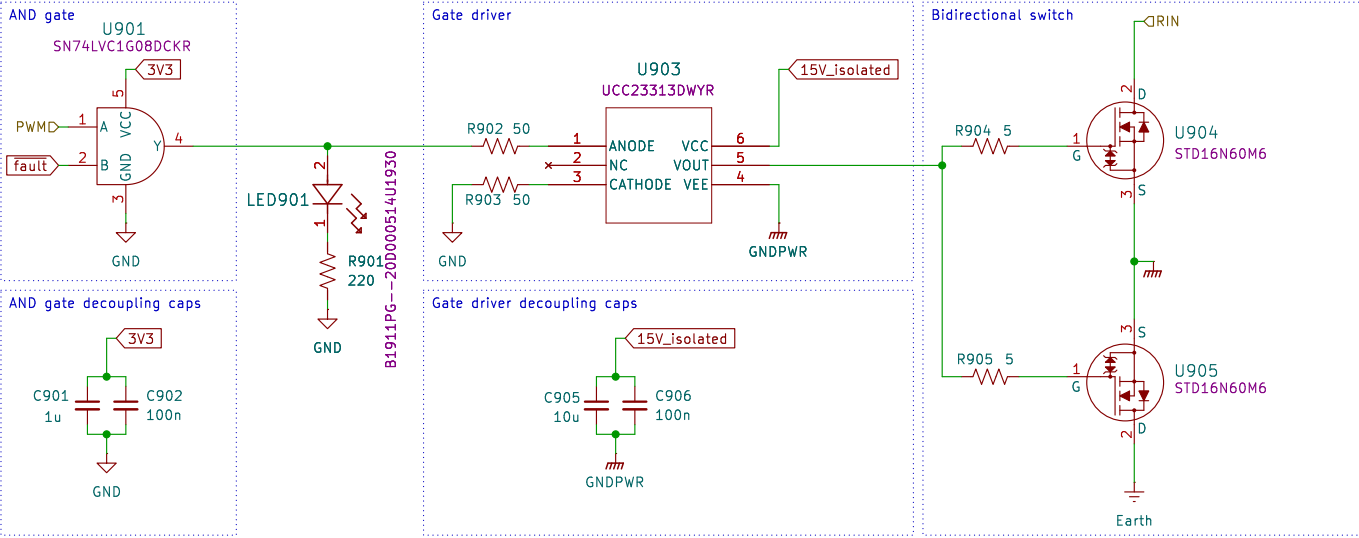 AND gate
U901
SN74LVC1G08DCKR
3V3
5
VCC
PWM
1
A
fault
2
B
GND
3
Y
4
GND
2
LED901
1
R901
220
GND
B1911PG--20D000514U1930
Gate driver
U903
UCC23313DWYR
15V_isolated
R902 50
1
ANODE
2
NC
3
CATHODE
R903 50
GND
VCC
6
VOUT
5
VEE
4
GNDPWR
Bidirectional switch
RIN
2
D
R904 5
1
G
U904
STD16N60M6
3
S
3
S
R905 5
1
G
U905
STD16N60M6
D
2
Earth
AND gate decoupling caps
3V3
C901
1u
C902
100n
GND
Gate driver decoupling caps
15V_isolated
C905
10u
C906
100n
GNDPWR